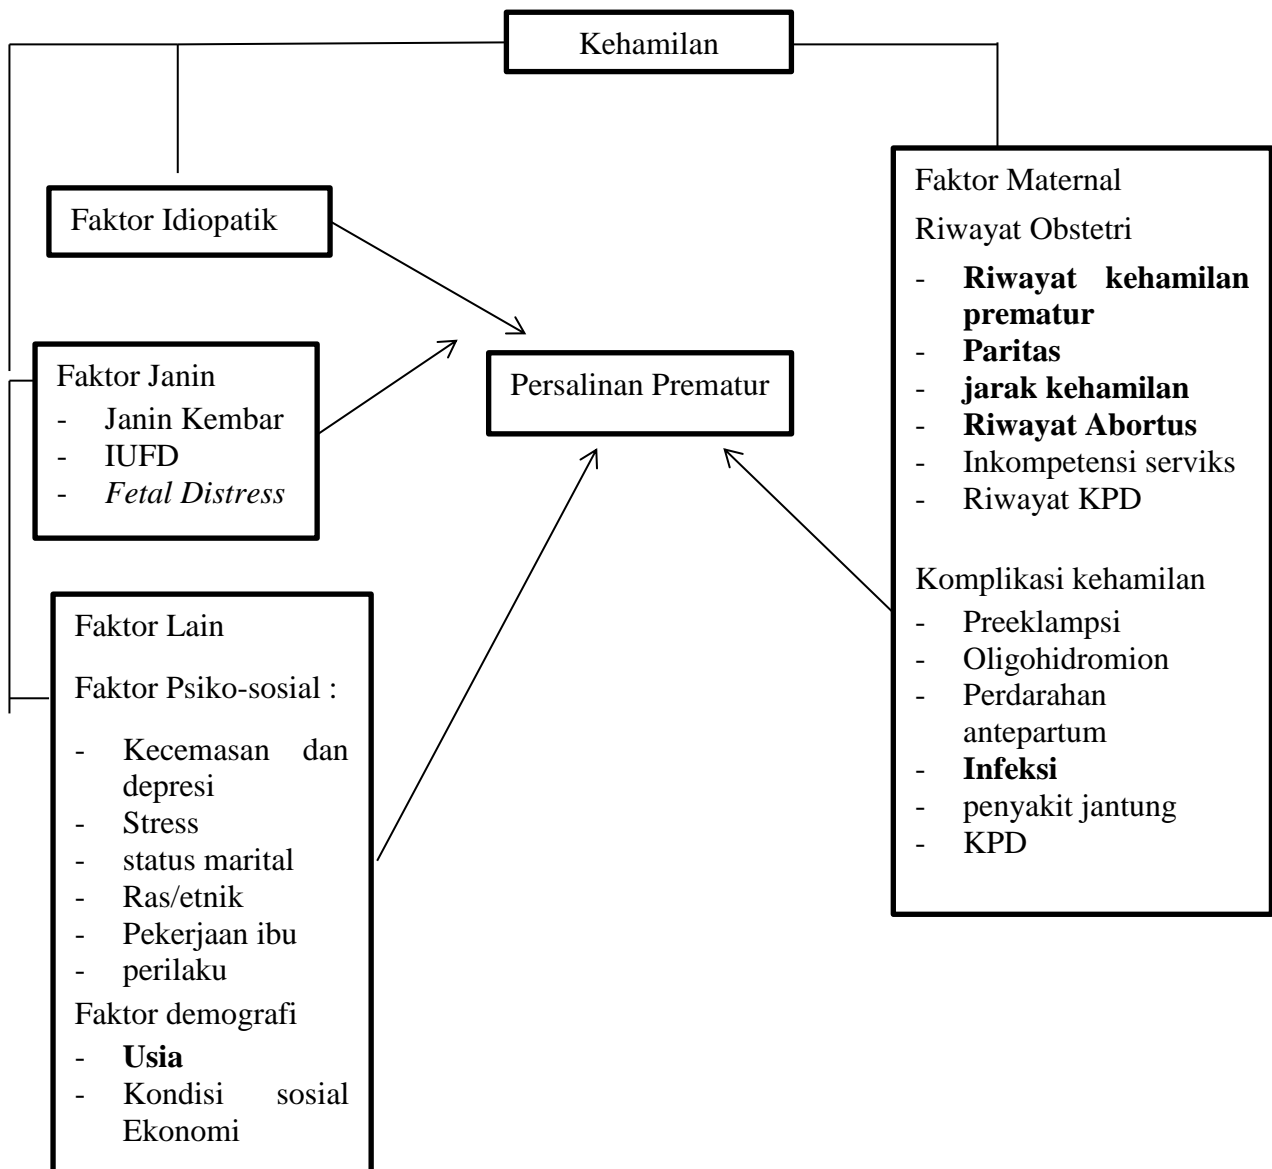 Kehamilan
Faktor Idiopatik
Faktor Janin
- Janin Kembar
- IUFD
- Fetal Distress
Persalinan Prematur
Faktor Maternal
Riwayat Obstetri
- Riwayat kehamilan
prematur
- Paritas
- jarak kehamilan
- Riwayat Abortus
- Inkompetensi serviks
- Riwayat KPD
Komplikasi kehamilan
- Preeklampsi
- Oligohidromion
- Perdarahan
antepartum
- Infeksi
- penyakit jantung
- KPD
Faktor Lain
Faktor Psiko-sosial :
- Kecemasan dan
depresi
- Stress
- status marital
- Ras/etnik
- Pekerjaan ibu
- perilaku
Faktor demografi
- Usia
- Kondisi sosial
Ekonomi